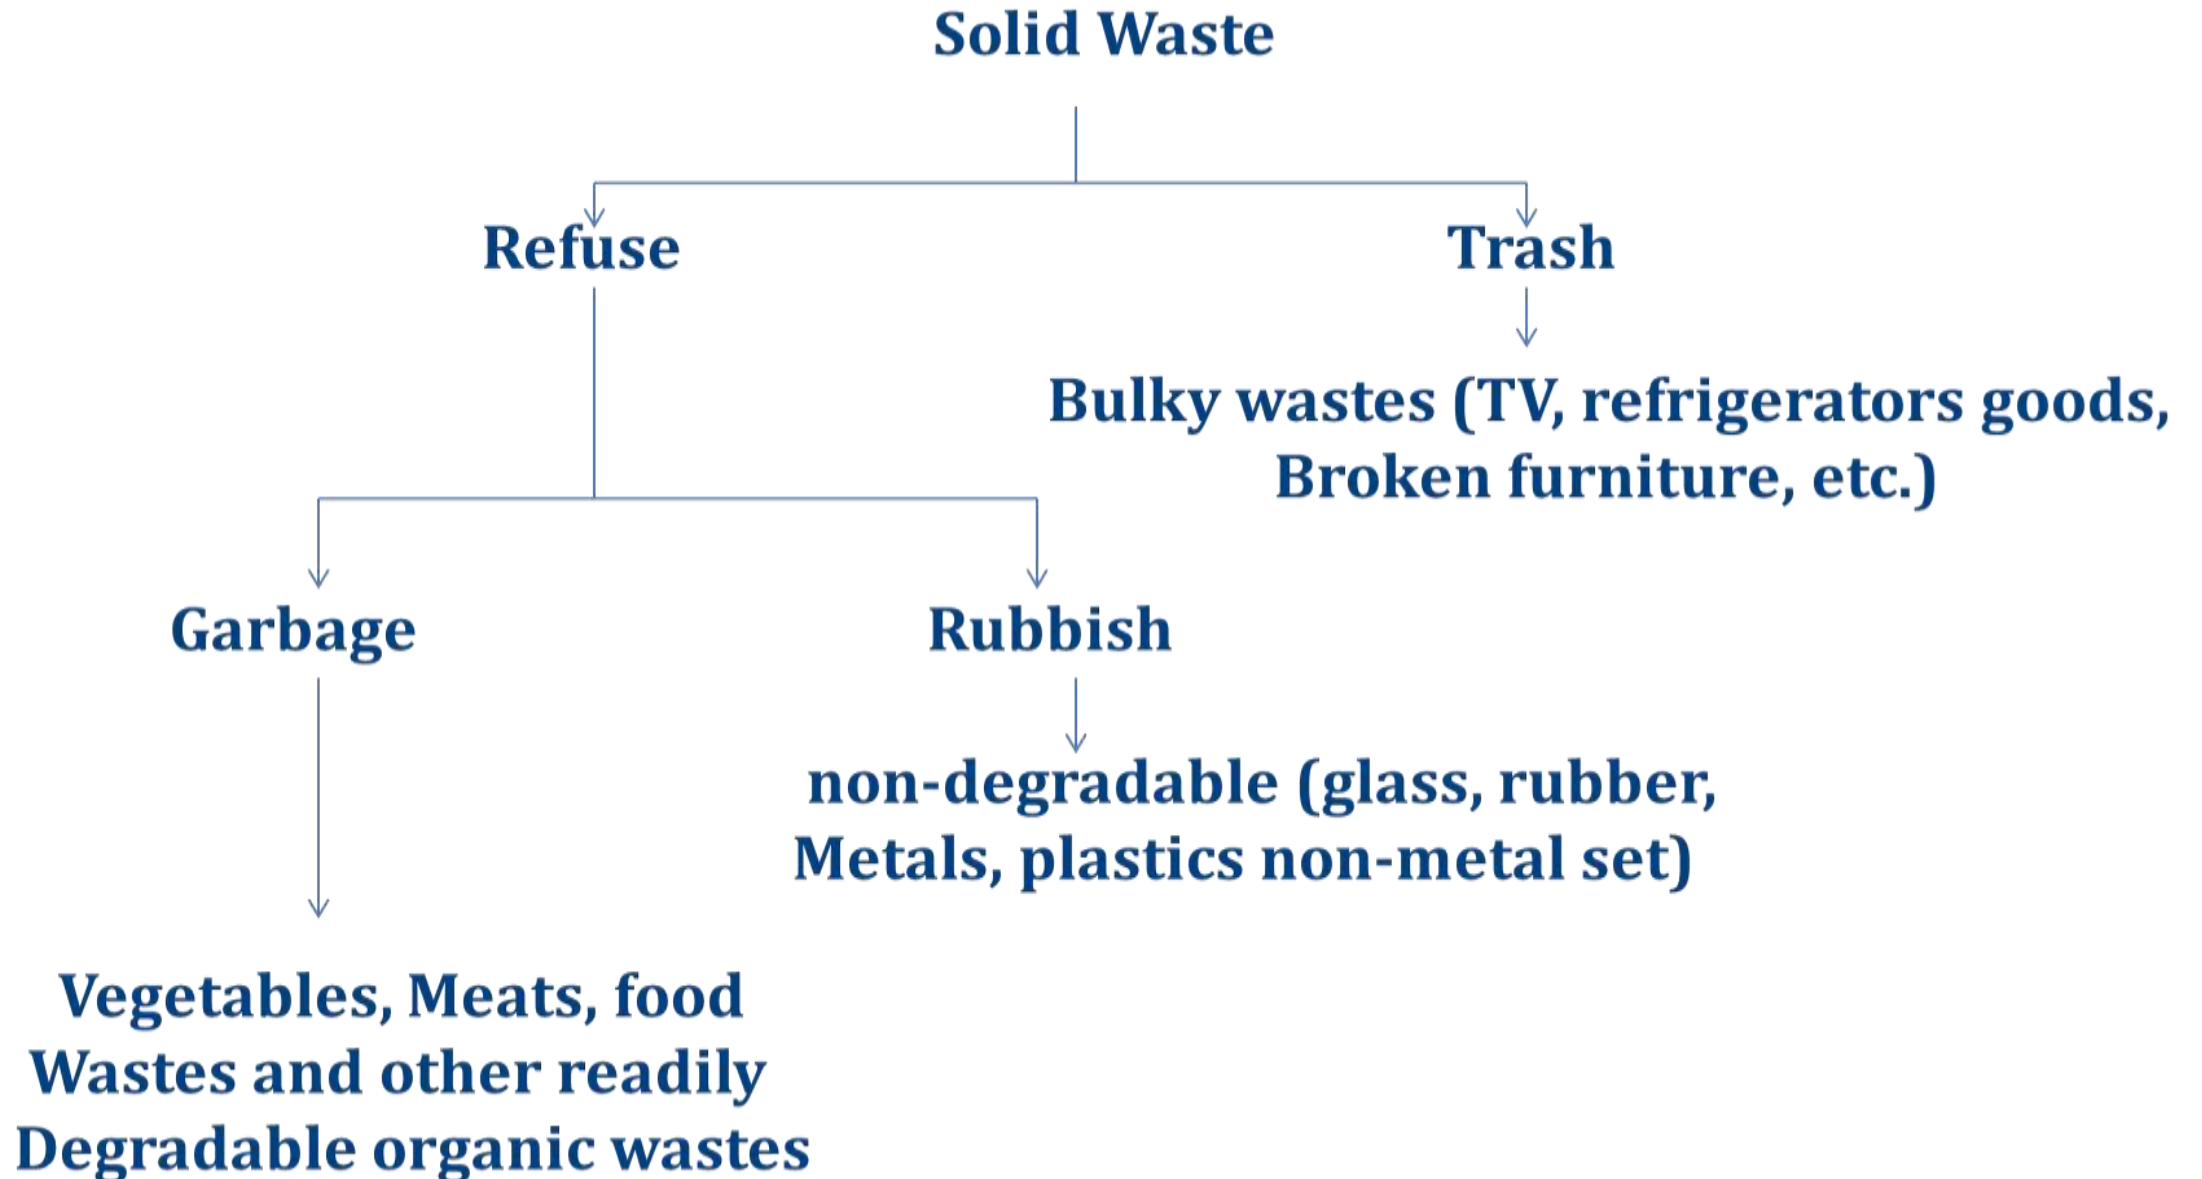 Solid Waste
Refuse
Trash
Bulky wastes (TV, refrigerators goods,
Broken furniture, etc.)
Garbage
Rubbish
non-degradable (glass, rubber,
Metals, plastics non-metal set)
Vegetables, Meats, food
Wastes and other readily
Degradable organic wastes